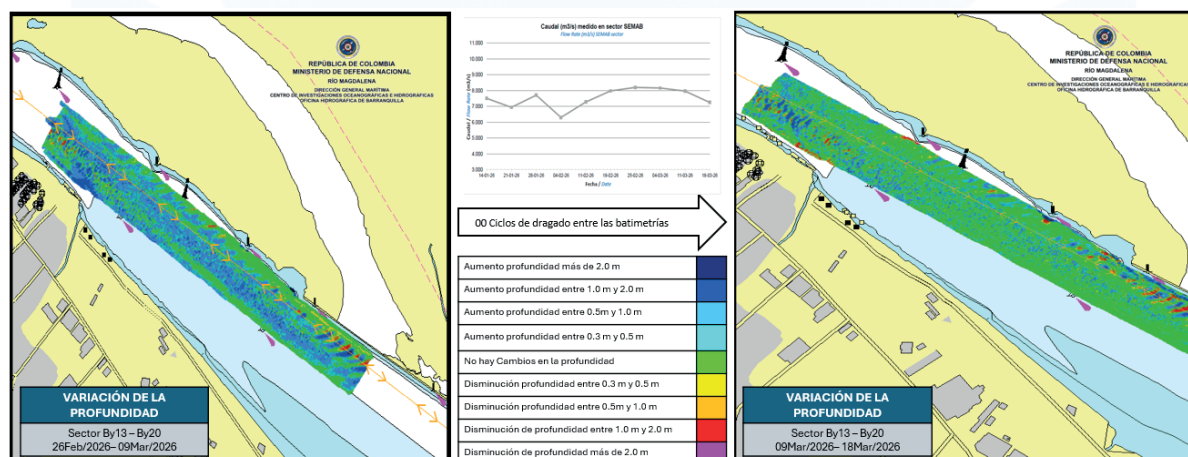 REPÚBLICA DE COLOMBIA
MINISTERIO DE DEFENSA NACIONAL
RÍO MAGDALENA
DIRECCIÓN GENERAL MARÍTIMA
CENTRO DE INVESTIGACIONES OCEANOGRÁFICAS E HIDROGRÁFICAS
OFICINA HIDROGRÁFICA DE BARRANQUILLA
VARIACIÓN DE LA
PROFUNDIDAD
Sector By13 – By20
26Feb/2026– 09Mar/2026
Caudal (m3/s) medido en sector SEMAB
Flow Rate (m3/s) SEMAB sector
Caudal / Flow Rate (m3/s)
11.000
10.000
9.000
8.000
7.000
6.000
5.000
4.000
3.000
14-01-26
21-01-26
28-01-26
04-02-26
11-02-26
18-02-26
25-02-26
04-03-26
11-03-26
18-03-26
Fecha / Date
00 Ciclos de dragado entre las batimetrías
Aumento profundidad más de 2.0 m
Aumento profundidad entre 1.0 m y 2.0 m
Aumento profundidad entre 0.5m y 1.0 m
Aumento profundidad entre 0.3 m y 0.5 m
No hay Cambios en la profundidad
Disminución profundidad entre 0.3 m y 0.5 m
Disminución profundidad entre 0.5m y 1.0 m
Disminución de profundidad entre 1.0 m y 2.0 m
Disminución de profundidad más de 2.0 m
REPÚBLICA DE COLOMBIA
MINISTERIO DE DEFENSA NACIONAL
RÍO MAGDALENA
DIRECCIÓN GENERAL MARÍTIMA
CENTRO DE INVESTIGACIONES OCEANOGRÁFICAS E HIDROGRÁFICAS
OFICINA HIDROGRÁFICA DE BARRANQUILLA
VARIACIÓN DE LA
PROFUNDIDAD
Sector By13 – By20
09Mar/2026– 18Mar/2026